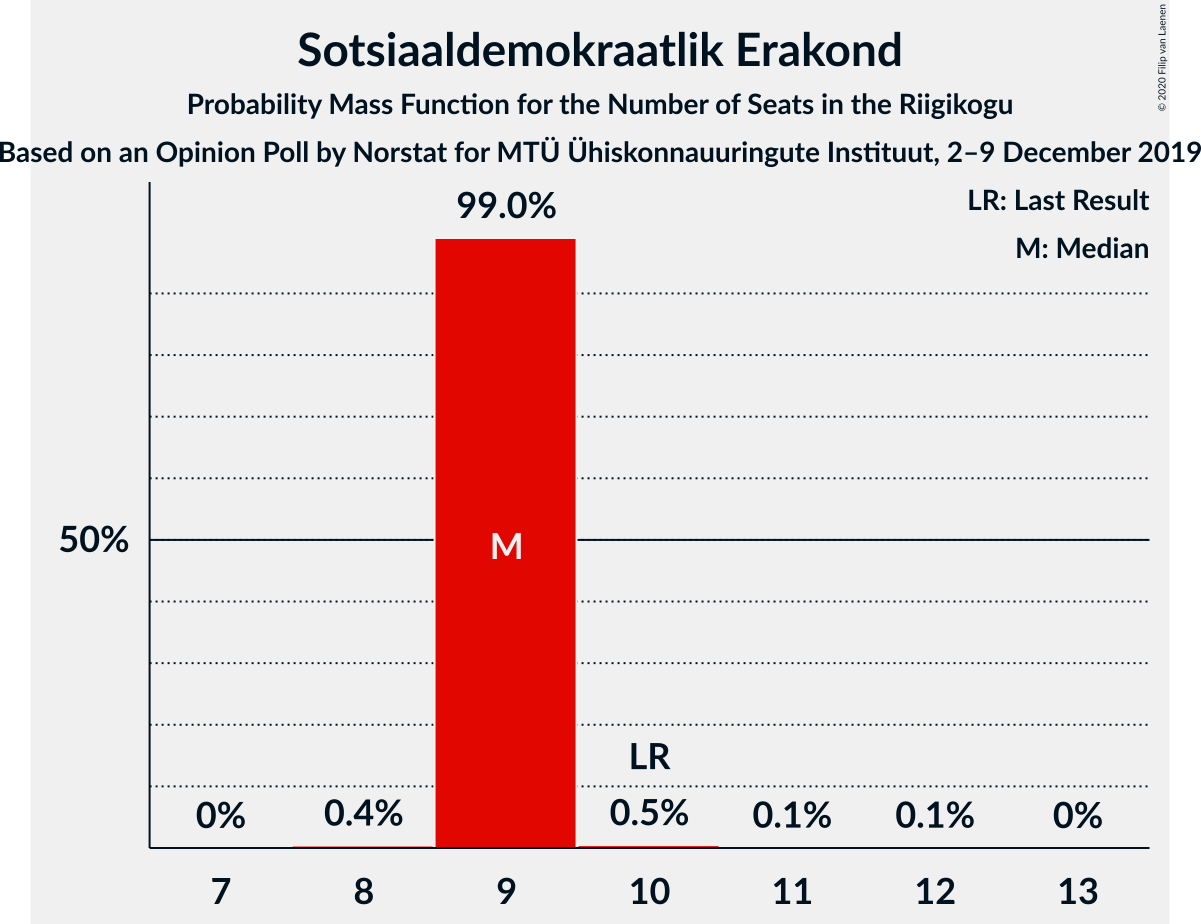 Sotsiaaldemokraatlik Erakond
Probability Mass Function for the Number of Seats in the Riigikogu
Based on an Opinion Poll by Norstat for MTÜ Ühiskonnauuringute Instituut, 2–9 December 2019
© 2020 Filip van Laenen
LR: Last Result
M: Median
99.0%
50%
M
LR
0%
0.4%
0.5%
0.1%
0.1%
0%
7 8 9 10 11 12 13